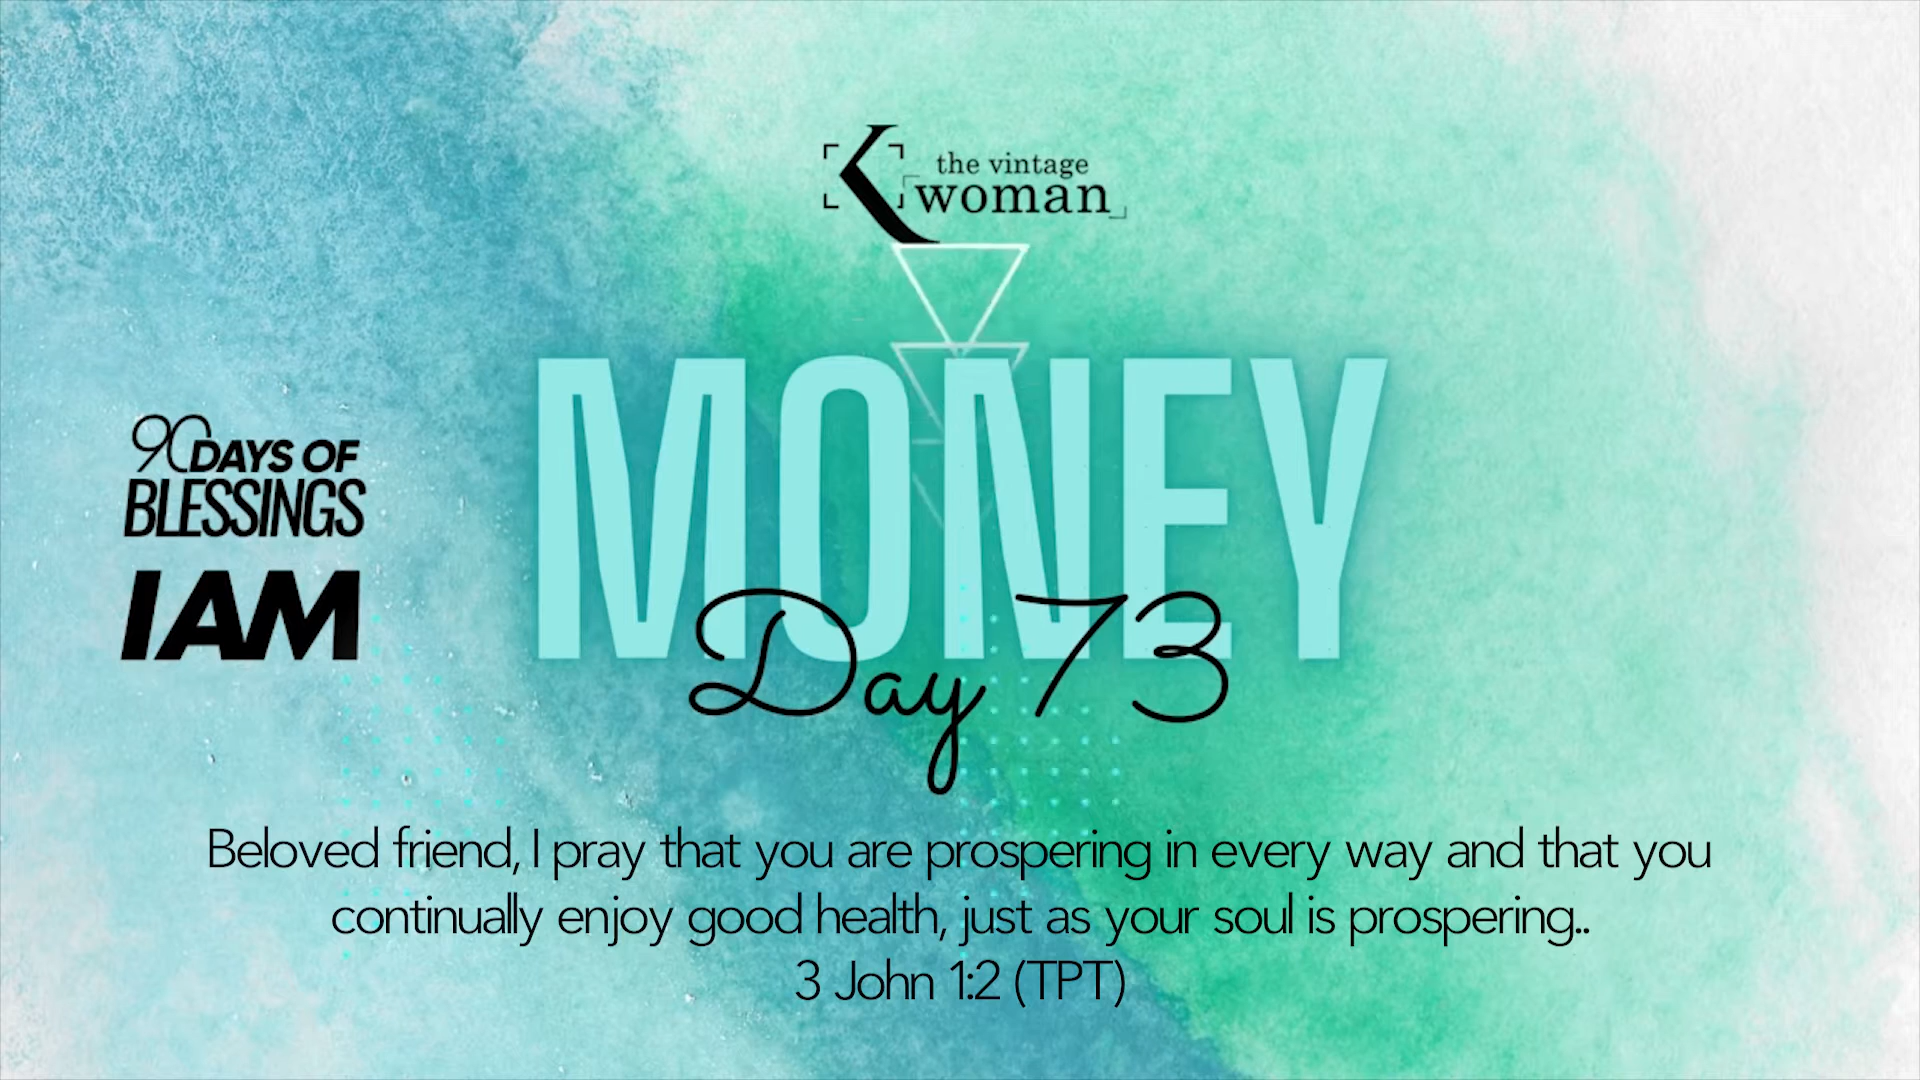 K the vintage
woman
90 DAYS OF
BLESSINGS
IAM
MONEY
Day 73
Beloved friend, I pray that you are prospering in every way and that you
continually enjoy good health, just as your soul is prospering..
3 John 1:2 (TPT)